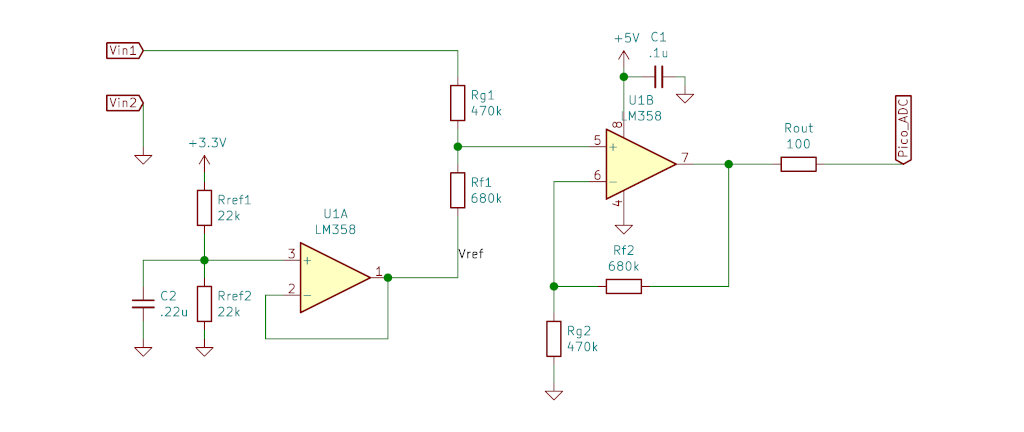 Vin1
Vin2
+3.3V
Rref1
22k
U1A
LM358
3
+
1
2
-
C2
.22u
Rref2
22k
Rg1
470k
Rf1
680k
Vref
+5V
C1
.1u
U1B
LM358
8
5
+
7
6
-
4
Rf2
680k
Rg2
470k
Rout
100
Pico_ADC